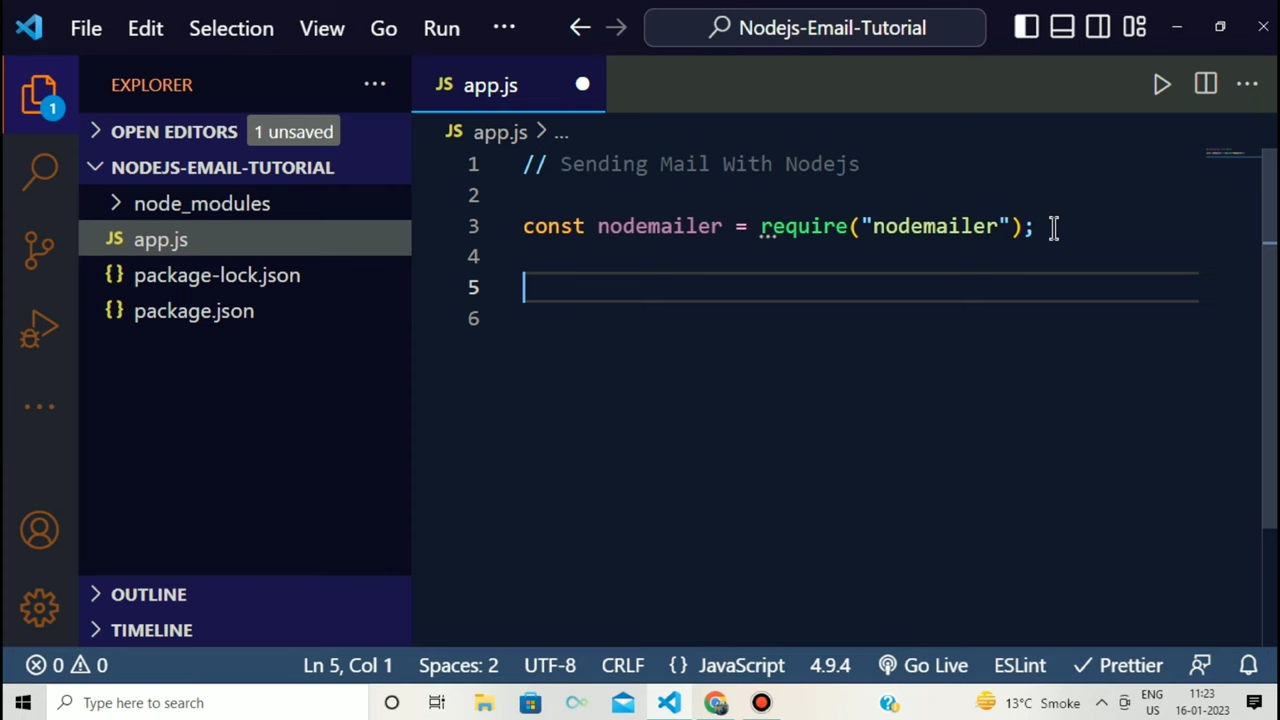 File Edit Selection View Go Run ···
Nodejs-Email-Tutorial
EXPLORER ···
1
OPEN EDITORS 1 unsaved
NODEJS-EMAIL-TUTORIAL
node_modules
JS app.js
{} package-lock.json
{} package.json
OUTLINE
TIMELINE
JS app.js
JS app.js > ...
1 // Sending Mail With Nodejs
2
3 const nodemailer = require("nodemailer");
4
5
6
0 0 Ln 5, Col 1 Spaces: 2 UTF-8 CRLF {} JavaScript 4.9.4 Go Live ESLint Prettier
Type here to search
13°C Smoke
ENG
US
11:23
16-01-2023